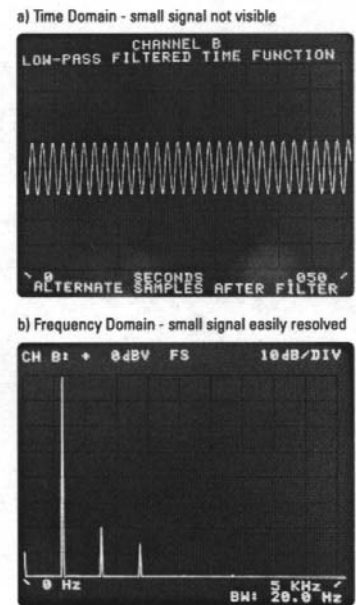 a) Time Domain - small signal not visible
CHANNEL B
LOW-PASS FILTERED TIME FUNCTION
0 SECONDS .050
ALTERNATE SAMPLES AFTER FILTER
b) Frequency Domain - small signal easily resolved
CH B: + 0dBV FS 10dB/DIV
0 Hz 5 KHz
BW: 20.0 Hz